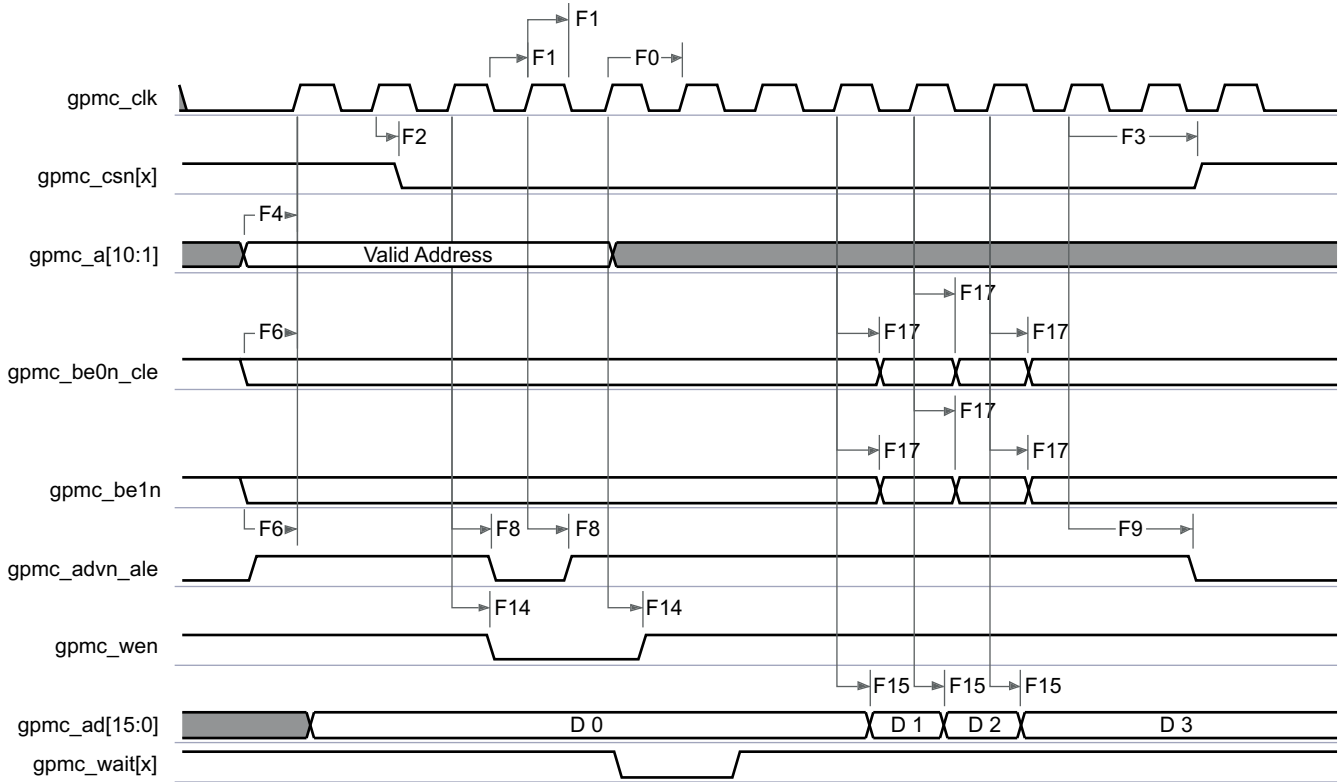 F1
F1 F0
gpmc_clk
F2 F3
gpmc_csn[x]
F4
gpmc_a[10:1] Valid Address
F17
F6 F17 F17
gpmc_be0n_cle
F17
F17 F17
gpmc_be1n
F6 F8 F8 F9
gpmc_advn_ale
F14 F14
gpmc_wen
F15 F15 F15
gpmc_ad[15:0] D 0 D 1 D 2 D 3
gpmc_wait[x]